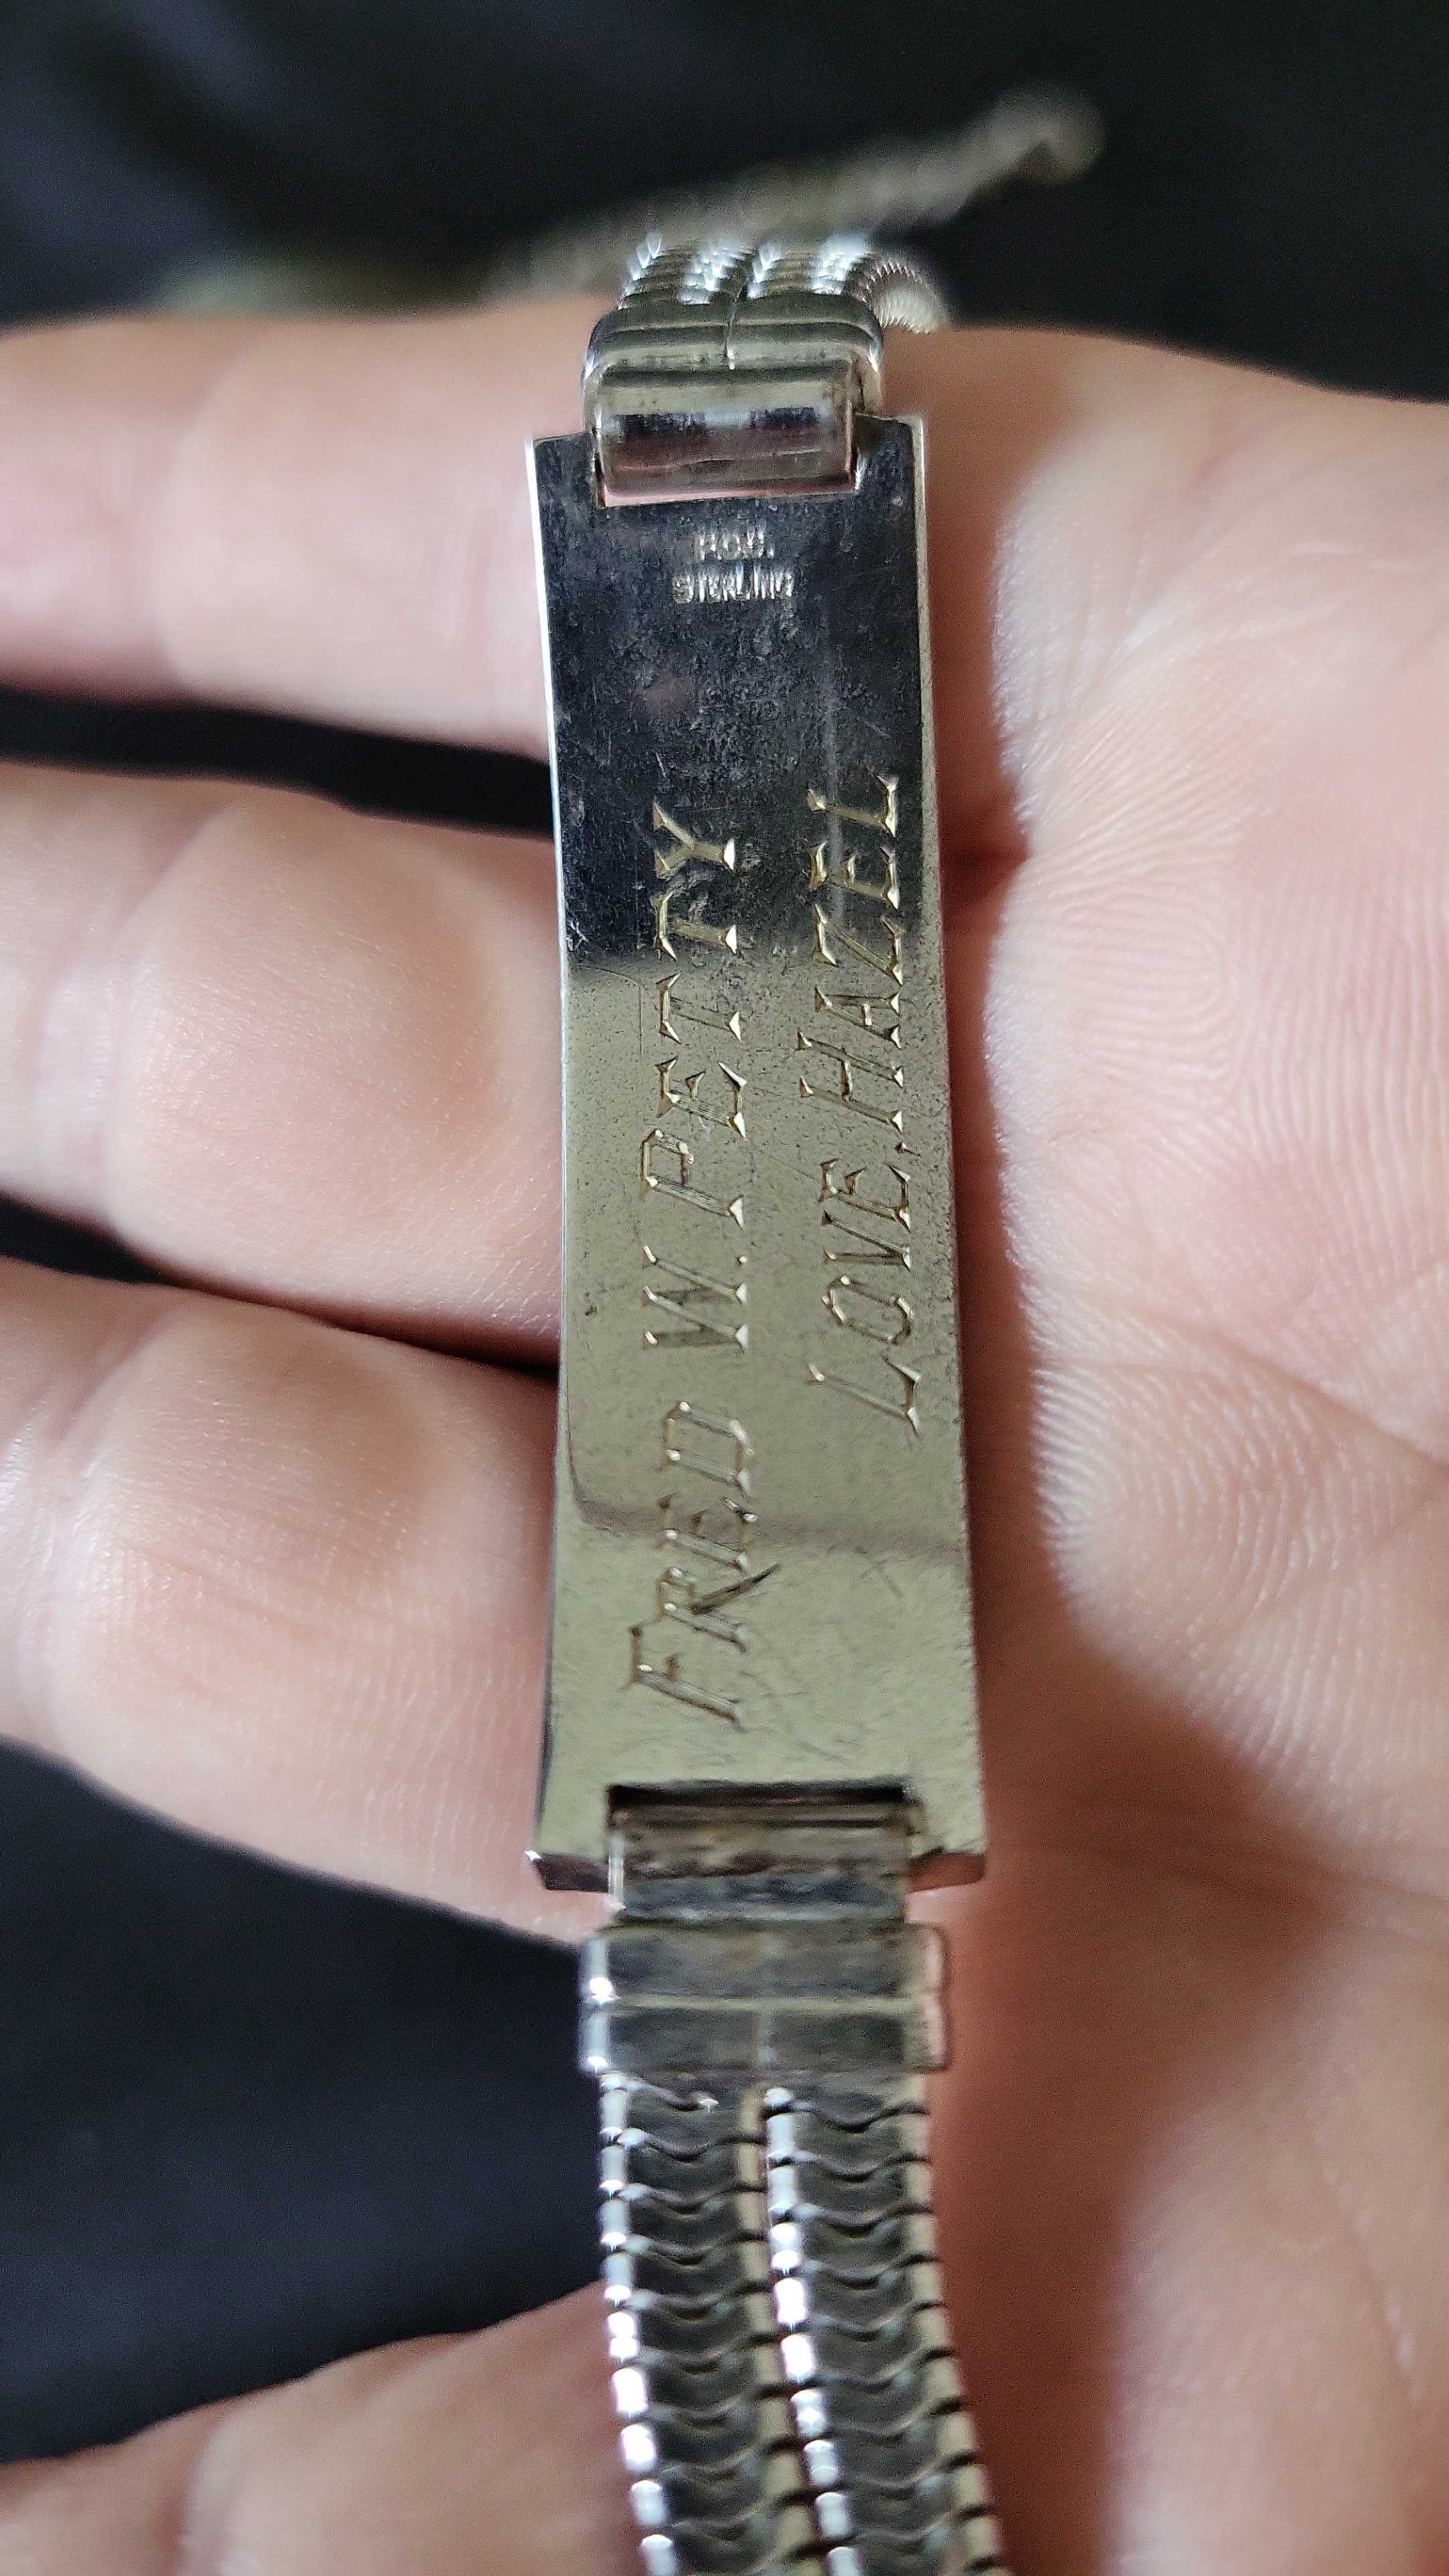 H.O.B.
STERLING
FRED W. PETTY
LOVE, HAZEL